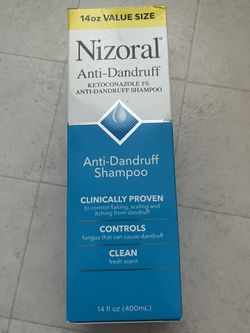 14oz VALUE SIZE
Nizoral®
Anti-Dandruff
KETOCONAZOLE 1%
ANTI-DANDRUFF SHAMPOO
Anti-Dandruff
Shampoo
CLINICALLY PROVEN
to control flaking, scaling and
itching from dandruff
CONTROLS
fungus that can cause dandruff
CLEAN
fresh scent
14 fl oz (400mL)